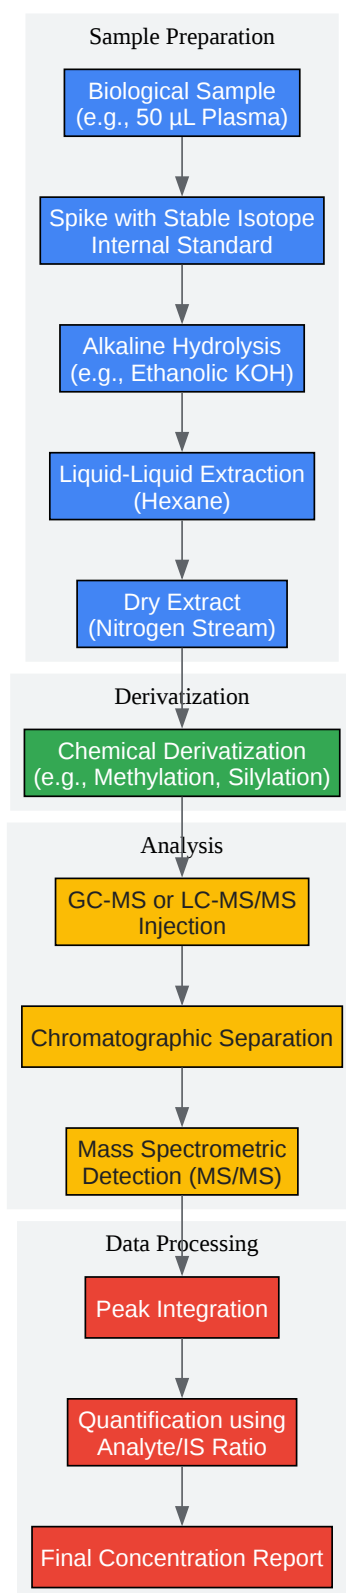 Sample Preparation
Biological Sample
(e.g., 50 µL Plasma)
Spike with Stable Isotope
Internal Standard
Alkaline Hydrolysis
(e.g., Ethanolic KOH)
Liquid-Liquid Extraction
(Hexane)
Dry Extract
(Nitrogen Stream)
Derivatization
Chemical Derivatization
(e.g., Methylation, Silylation)
Analysis
GC-MS or LC-MS/MS
Injection
Chromatographic Separation
Mass Spectrometric
Detection (MS/MS)
Data Processing
Peak Integration
Quantification using
Analyte/IS Ratio
Final Concentration Report